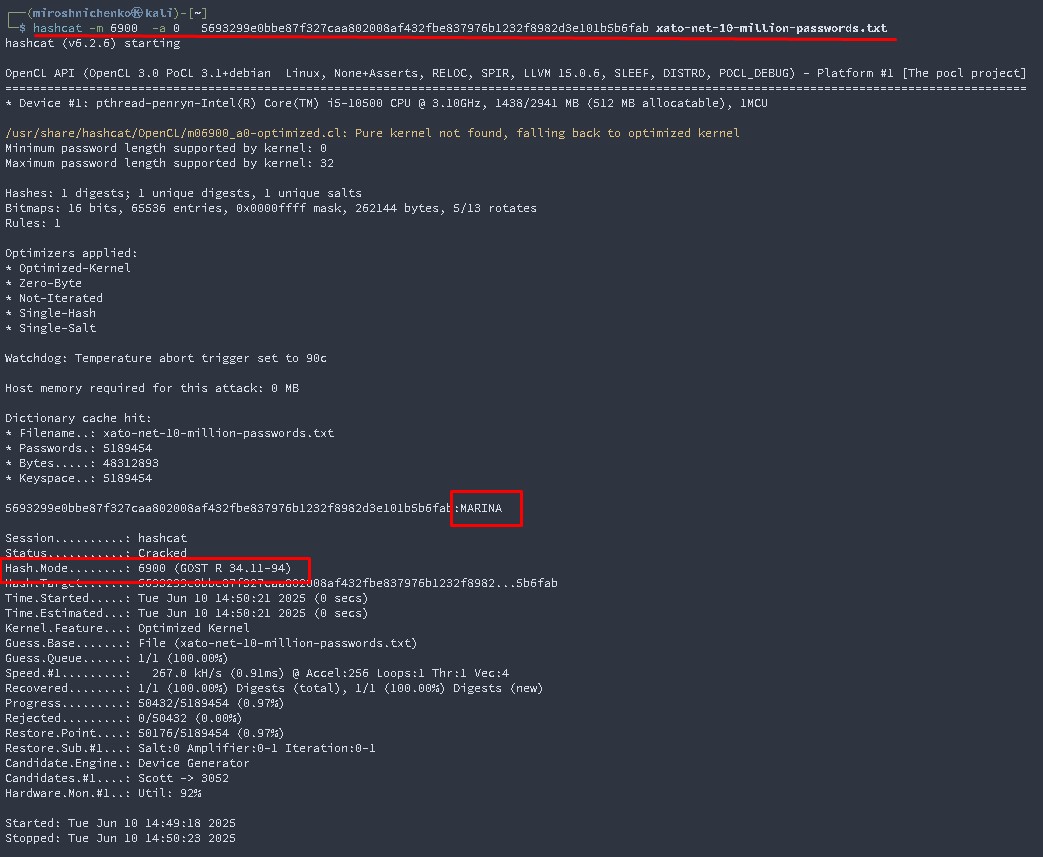 ┌──(miroshnichenko㉿kali)-[~]
└─$ hashcat -m 6900 -a 0 5693299e0bbe87f327caa802008af432fbe837976b1232f8982d3e101b5b6fab xato-net-10-million-passwords.txt
hashcat (v6.2.6) starting
OpenCL API (OpenCL 3.0 PoCL 3.1+debian  Linux, None+Asserts, RELOC, SPIR, LLVM 15.0.6, SLEEF, DISTRO, POCL_DEBUG) - Platform #1 [The pocl project]
==================================================================================================================================================
* Device #1: pthread-penryn-Intel(R) Core(TM) i5-10500 CPU @ 3.10GHz, 1438/2941 MB (512 MB allocatable), 1MCU
/usr/share/hashcat/OpenCL/m06900_a0-optimized.cl: Pure kernel not found, falling back to optimized kernel
Minimum password length supported by kernel: 0
Maximum password length supported by kernel: 32
Hashes: 1 digests; 1 unique digests, 1 unique salts
Bitmaps: 16 bits, 65536 entries, 0x0000ffff mask, 262144 bytes, 5/13 rotates
Rules: 1
Optimizers applied:
* Optimized-Kernel
* Zero-Byte
* Not-Iterated
* Single-Hash
* Single-Salt
Watchdog: Temperature abort trigger set to 90c
Host memory required for this attack: 0 MB
Dictionary cache hit:
* Filename..: xato-net-10-million-passwords.txt
* Passwords.: 5189454
* Bytes.....: 48312893
* Keyspace..: 5189454
5693299e0bbe87f327caa802008af432fbe837976b1232f8982d3e101b5b6fab:MARINA
Session..........: hashcat
Status...........: Cracked
Hash.Mode........: 6900 (GOST R 34.11-94)
Hash.Target......: 5693299e0bbe87f327caa802008af432fbe837976b1232f8982...5b6fab
Time.Started.....: Tue Jun 10 14:50:21 2025 (0 secs)
Time.Estimated...: Tue Jun 10 14:50:21 2025 (0 secs)
Kernel.Feature...: Optimized Kernel
Guess.Base.......: File (xato-net-10-million-passwords.txt)
Guess.Queue......: 1/1 (100.00%)
Speed.#1.........:   267.0 kH/s (0.91ms) @ Accel:256 Loops:1 Thr:1 Vec:4
Recovered........: 1/1 (100.00%) Digests (total), 1/1 (100.00%) Digests (new)
Progress.........: 50432/5189454 (0.97%)
Rejected.........: 0/50432 (0.00%)
Restore.Point....: 50176/5189454 (0.97%)
Restore.Sub.#1...: Salt:0 Amplifier:0-1 Iteration:0-1
Candidate.Engine.: Device Generator
Candidates.#1....: Scott -> 3052
Hardware.Mon.#1..: Util: 92%
Started: Tue Jun 10 14:49:18 2025
Stopped: Tue Jun 10 14:50:23 2025